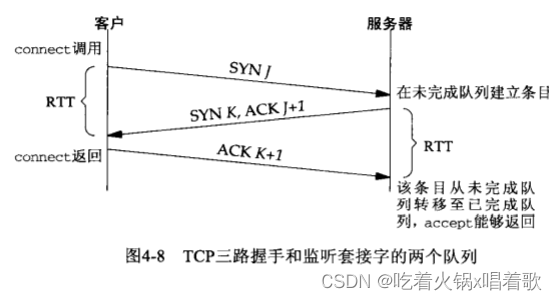 客户
服务器
connect调用
SYN J
在未完成队列建立条目
RTT
SYN K, ACK J+1
RTT
connect返回
ACK K+1
该条目从未完成队
列转移至已完成队
列，accept能够返回
图4-8 TCP三路握手和监听套接字的两个队列
CSDN @吃着火锅x唱着歌